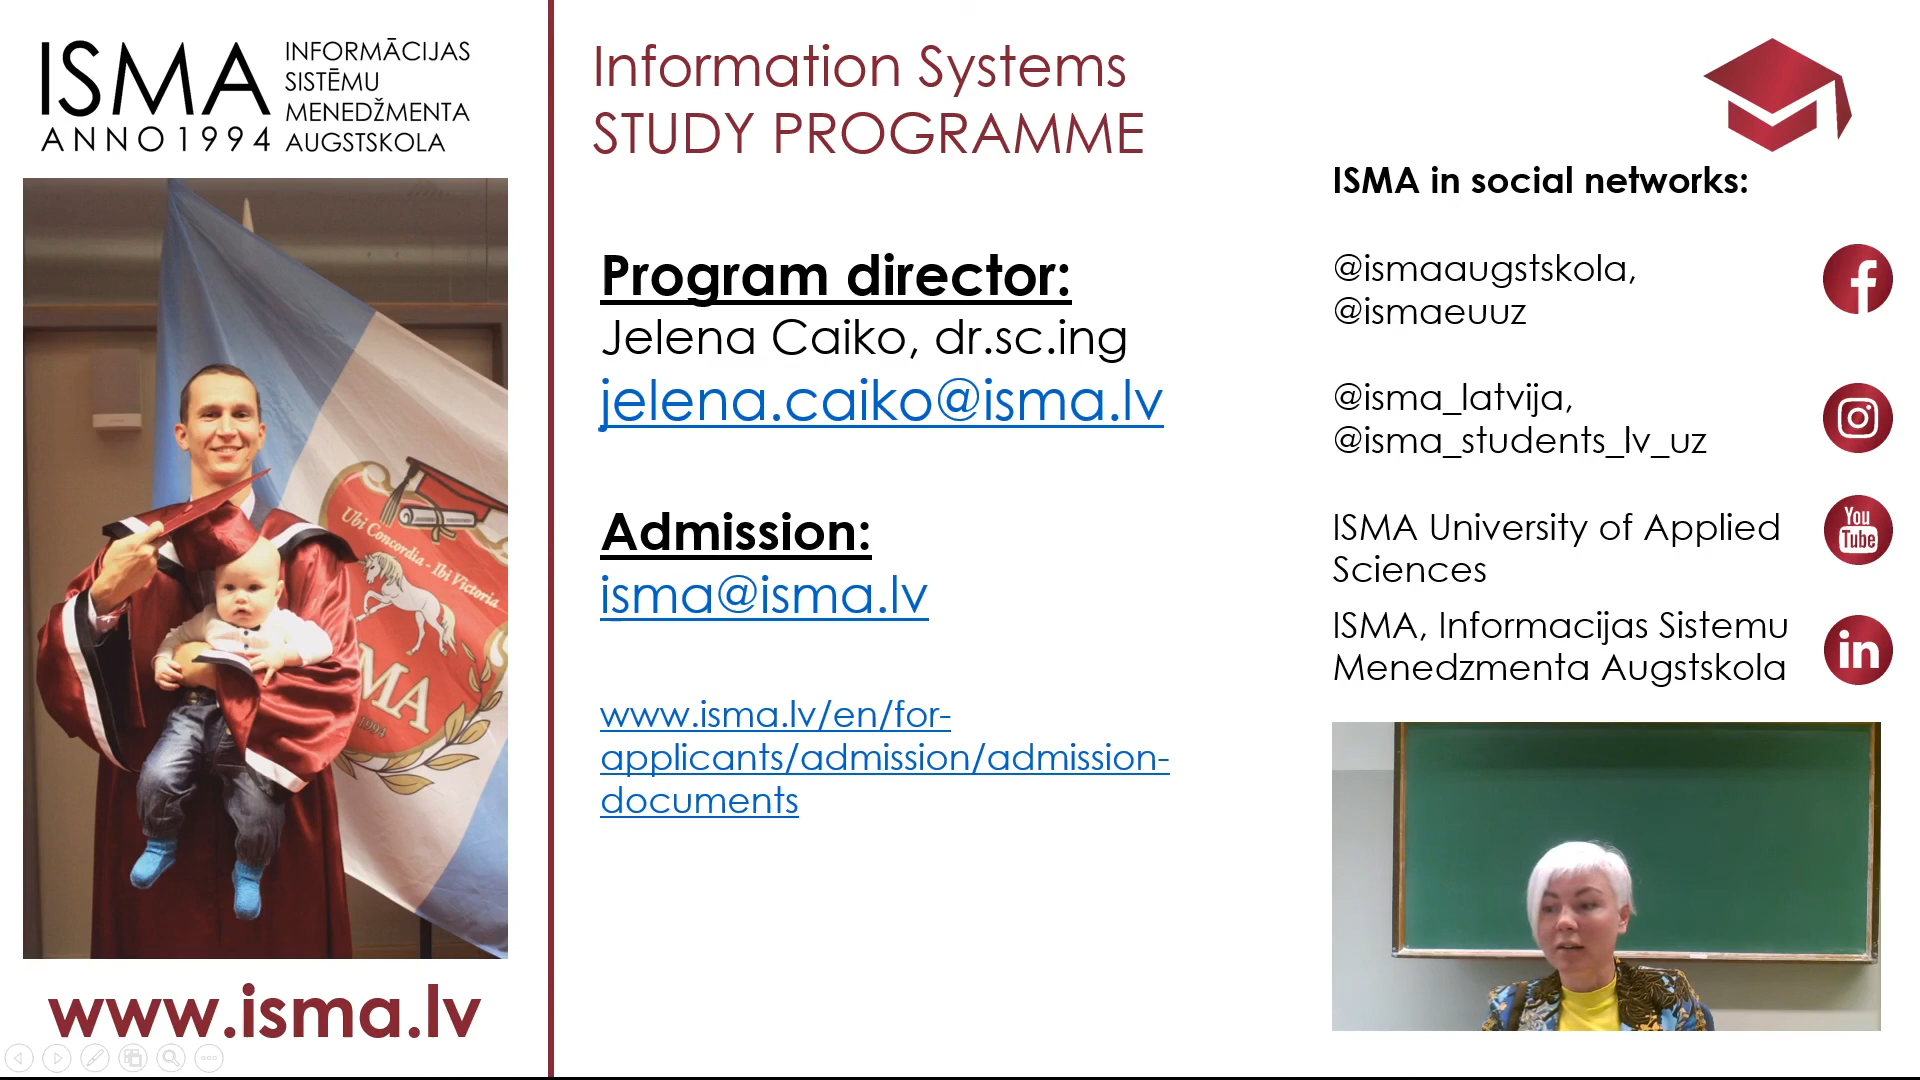 ISMA
ANNO 1994
INFORMĀCIJAS
SISTĒMU
MENEDŽMENTA
AUGSTSKOLA
Ubi Concordia - Ibi Victoria
ISMA
1994
www.isma.lv
Information Systems
STUDY PROGRAMME
Program director:
Jelena Caiko, dr.sc.ing
jelena.caiko@isma.lv
Admission:
isma@isma.lv
www.isma.lv/en/for-
applicants/admission/admission-
documents
ISMA in social networks:
@ismaaugstskola,
@ismaeuuz
f
@isma_latvija,
@isma_students_lv_uz
ISMA University of Applied
Sciences
You
Tube
ISMA, Informacijas Sistemu
Menedzmenta Augstskola
in